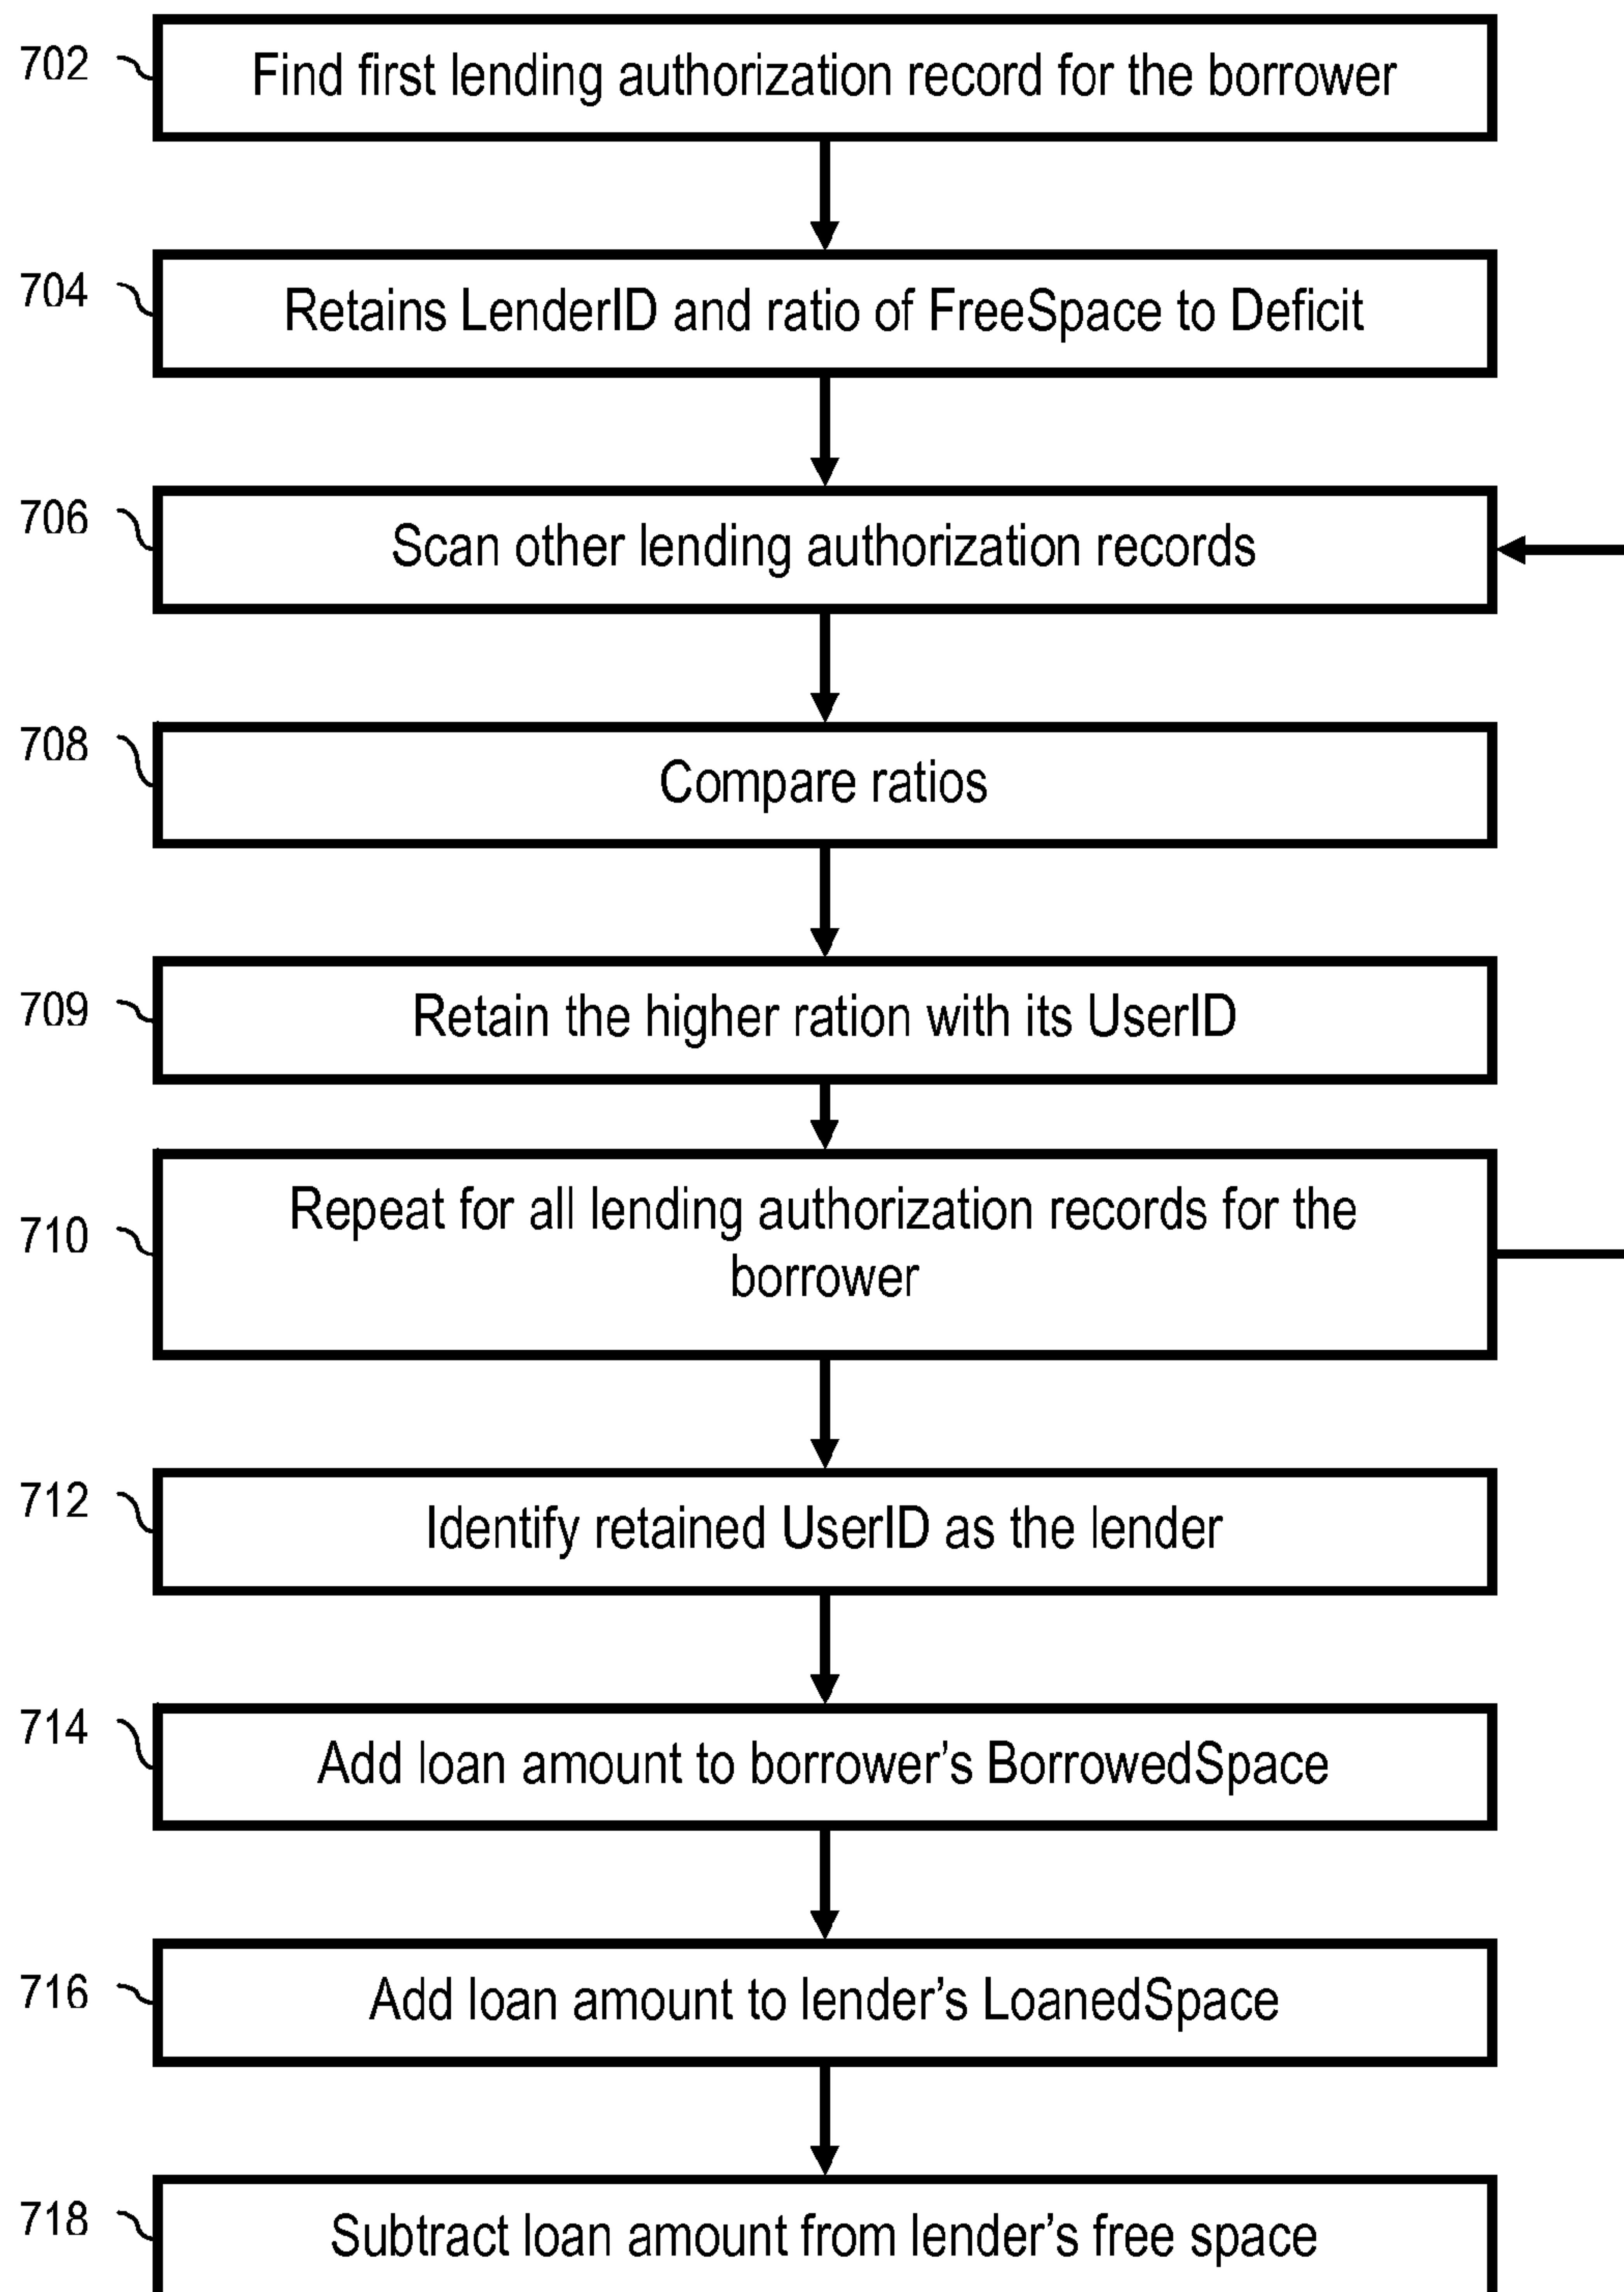 702
Find first lending authorization record for the borrower
704
Retains LenderID and ratio of FreeSpace to Deficit
706
Scan other lending authorization records
708
Compare ratios
709
Retain the higher ration with its UserID
710
Repeat for all lending authorization records for the
borrower
712
Identify retained UserID as the lender
714
Add loan amount to borrower’s BorrowedSpace
716
Add loan amount to lender’s LoanedSpace
718
Subtract loan amount from lender’s free space